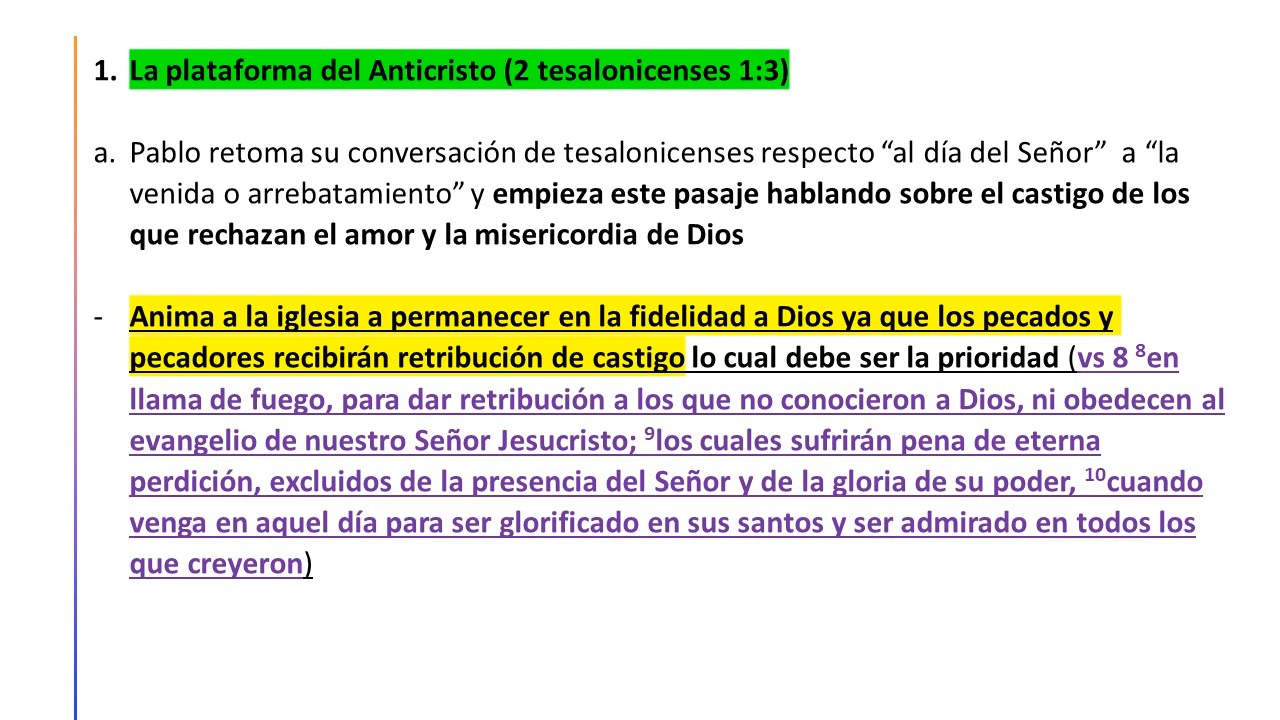 1. La plataforma del Anticristo (2 tesalonicenses 1:3)
a. Pablo retoma su conversación de tesalonicenses respecto “al día del Señor” a “la
venida o arrebatamiento” y empieza este pasaje hablando sobre el castigo de los
que rechazan el amor y la misericordia de Dios
- Anima a la iglesia a permanecer en la fidelidad a Dios ya que los pecados y
pecadores recibirán retribución de castigo lo cual debe ser la prioridad (vs 8 ⁸en
llama de fuego, para dar retribución a los que no conocieron a Dios, ni obedecen al
evangelio de nuestro Señor Jesucristo; ⁹los cuales sufrirán pena de eterna
perdición, excluidos de la presencia del Señor y de la gloria de su poder, ¹⁰cuando
venga en aquel día para ser glorificado en sus santos y ser admirado en todos los
que creyeron)